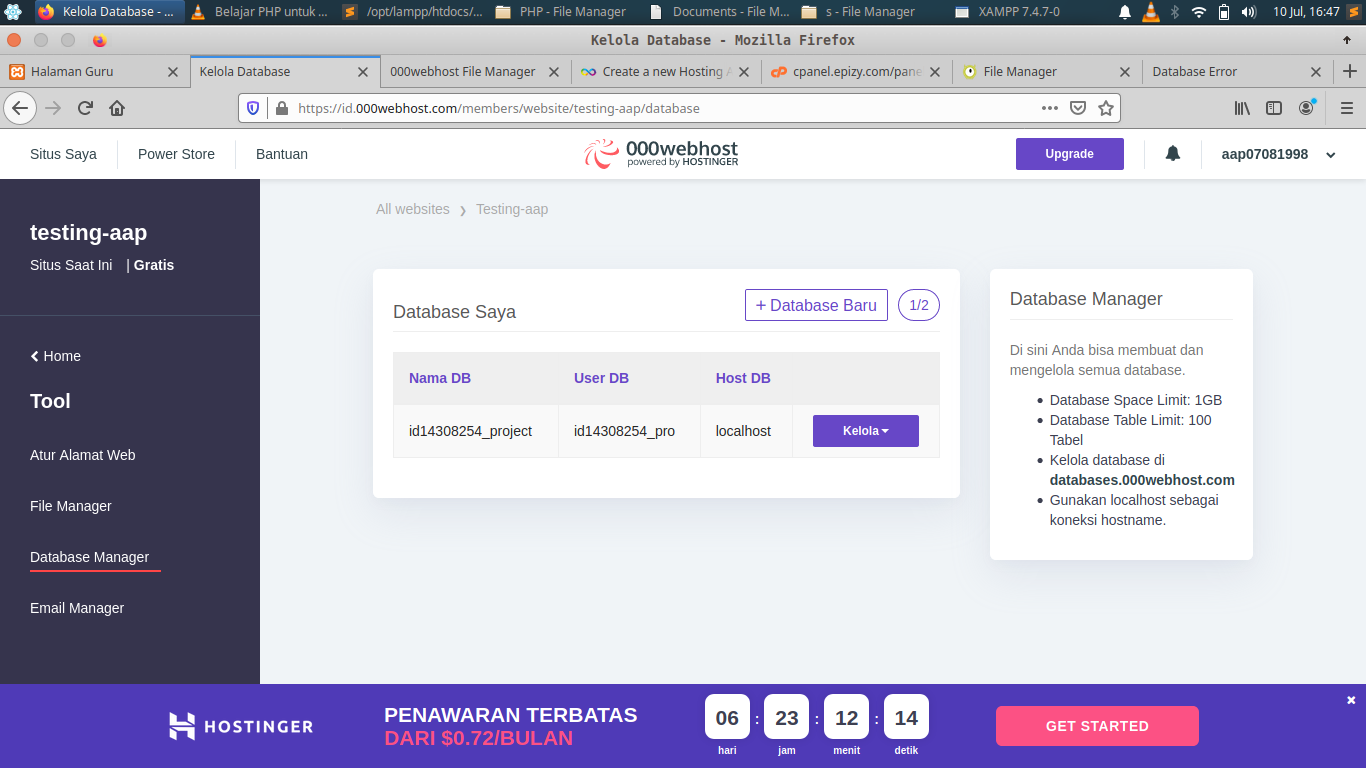 Kelola Database - ...
Belajar PHP untuk ...
/opt/lampp/htdocs/...
PHP - File Manager
Documents - File M...
s - File Manager
XAMPP 7.4.7-0
10 Jul, 16:47
Kelola Database - Mozilla Firefox
Halaman Guru
Kelola Database
000webhost File Manager
Create a new Hosting A
cpanel.epizy.com/pane
File Manager
Database Error
https://id.000webhost.com/members/website/testing-aap/database
Situs Saya
Power Store
Bantuan
000webhost
powered by HOSTINGER
Upgrade
aap07081998
testing-aap
Situs Saat Ini | Gratis
Home
Tool
Atur Alamat Web
File Manager
Database Manager
Email Manager
All websites ❯ Testing-aap
Database Saya
+ Database Baru
1/2
Nama DB User DB Host DB
id14308254_project id14308254_pro localhost Kelola
Database Manager
Di sini Anda bisa membuat dan
mengelola semua database.
• Database Space Limit: 1GB
• Database Table Limit: 100
Tabel
• Kelola database di
databases.000webhost.com
• Gunakan localhost sebagai
koneksi hostname.
HOSTINGER
PENAWARAN TERBATAS
DARI $0.72/BULAN
06 : 23 : 12 : 14
hari jam menit detik
GET STARTED